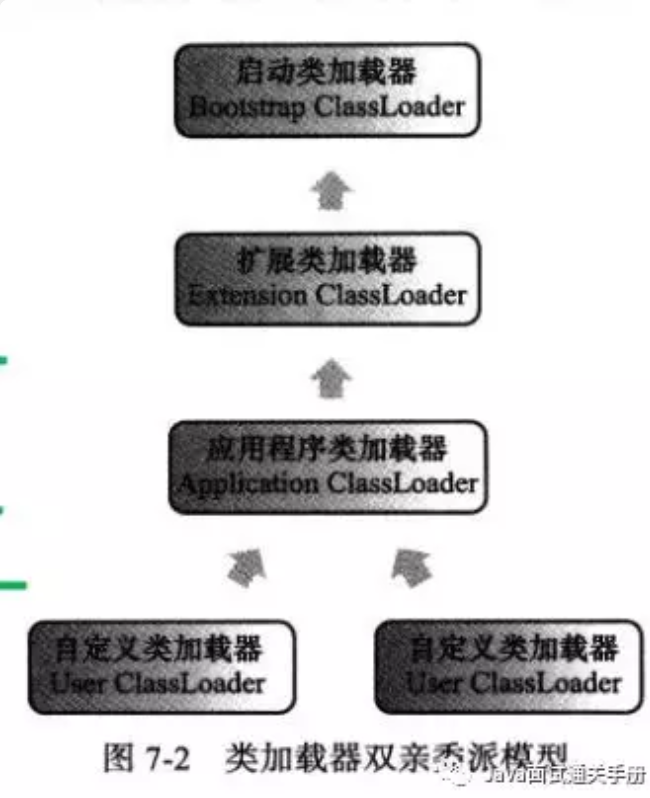 启动类加载器
Bootstrap ClassLoader
扩展类加载器
Extension ClassLoader
应用程序类加载器
Application ClassLoader
自定义类加载器
User ClassLoader
自定义类加载器
User ClassLoader
图 7-2 类加载器双亲委派模型
Java面试通关手册